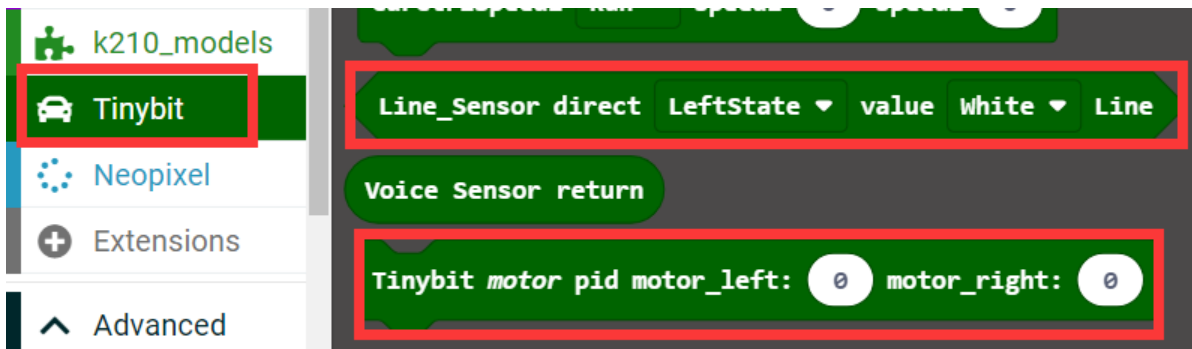 k210_models
Tinybit
Neopixel
Extensions
Advanced
Line_Sensor direct LeftState value White Line
Voice Sensor return
Tinybit motor pid motor_left: 0 motor_right: 0